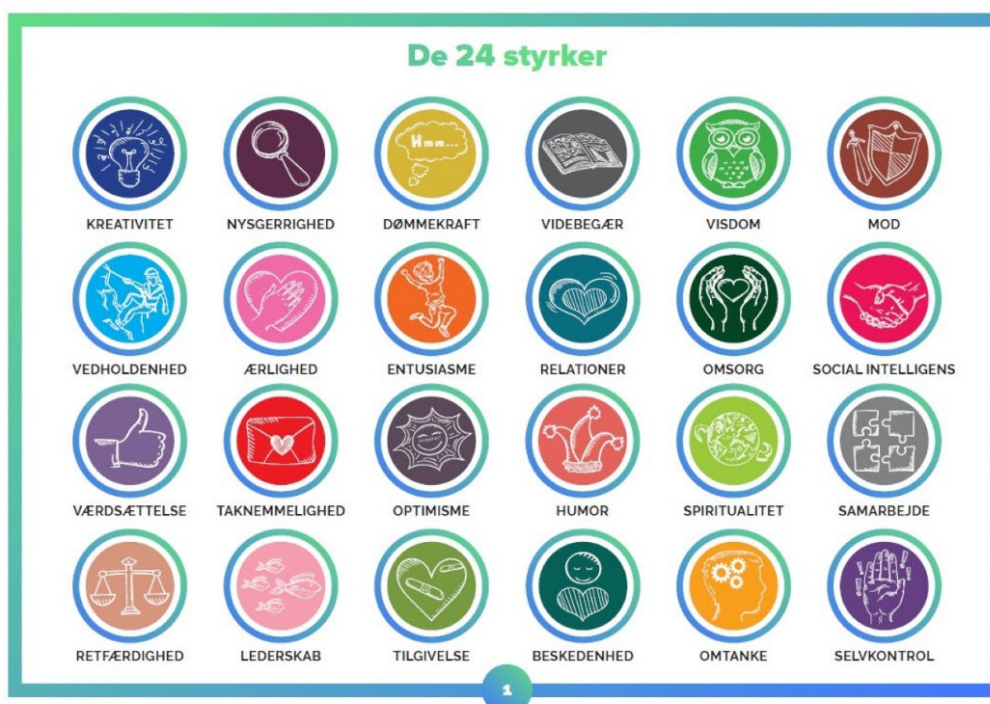 De 24 styrker
Hmm...
KREATIVITET NYSGERRIGHED DØMMEKRAFT VIDEBEGÆR VISDOM MOD
VEDHOLDENHED ÆRLIGHED ENTUSIASME RELATIONER OMSORG SOCIAL INTELLIGENS
VÆRDSÆTTELSE TAKNEMMELIGHED OPTIMISME HUMOR SPIRITUALITET SAMARBEJDE
RETFÆRDIGHED LEDERSKAB TILGIVELSE BESKEDENHED OMTANKE SELVKONTROL
1